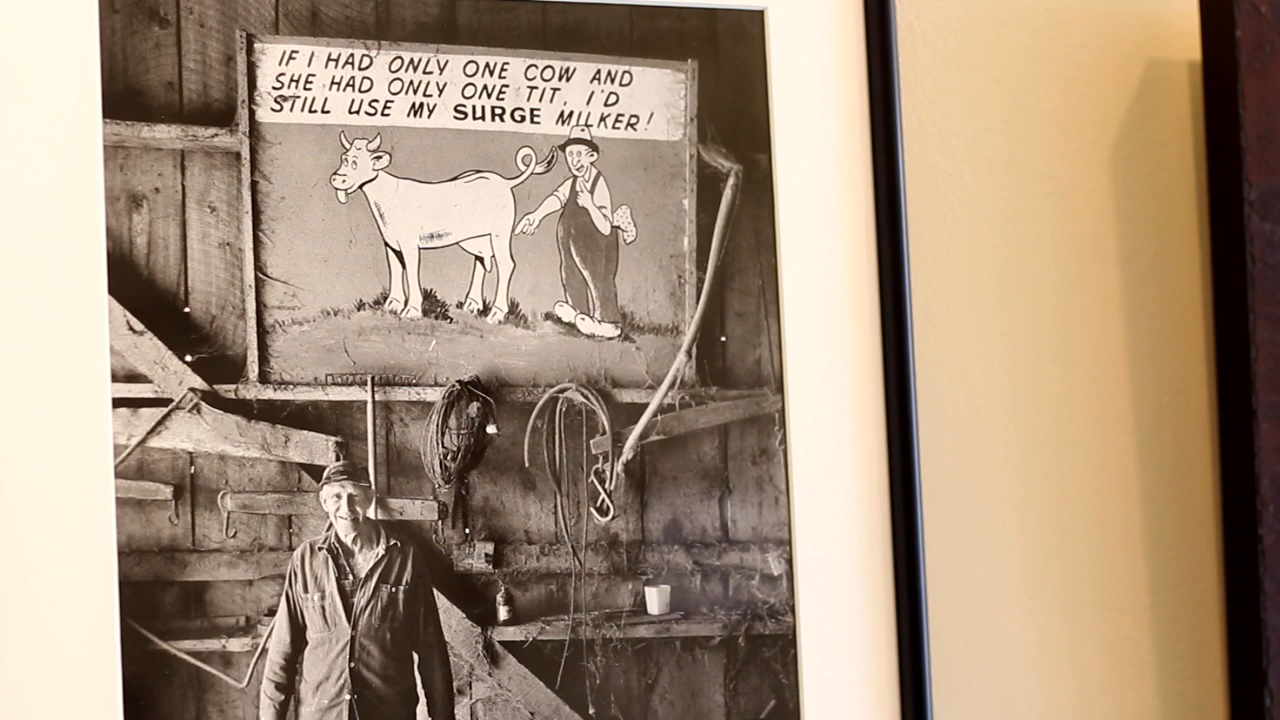 IF I HAD ONLY ONE COW AND
SHE HAD ONLY ONE TIT, I'D
STILL USE MY SURGE MILKER!